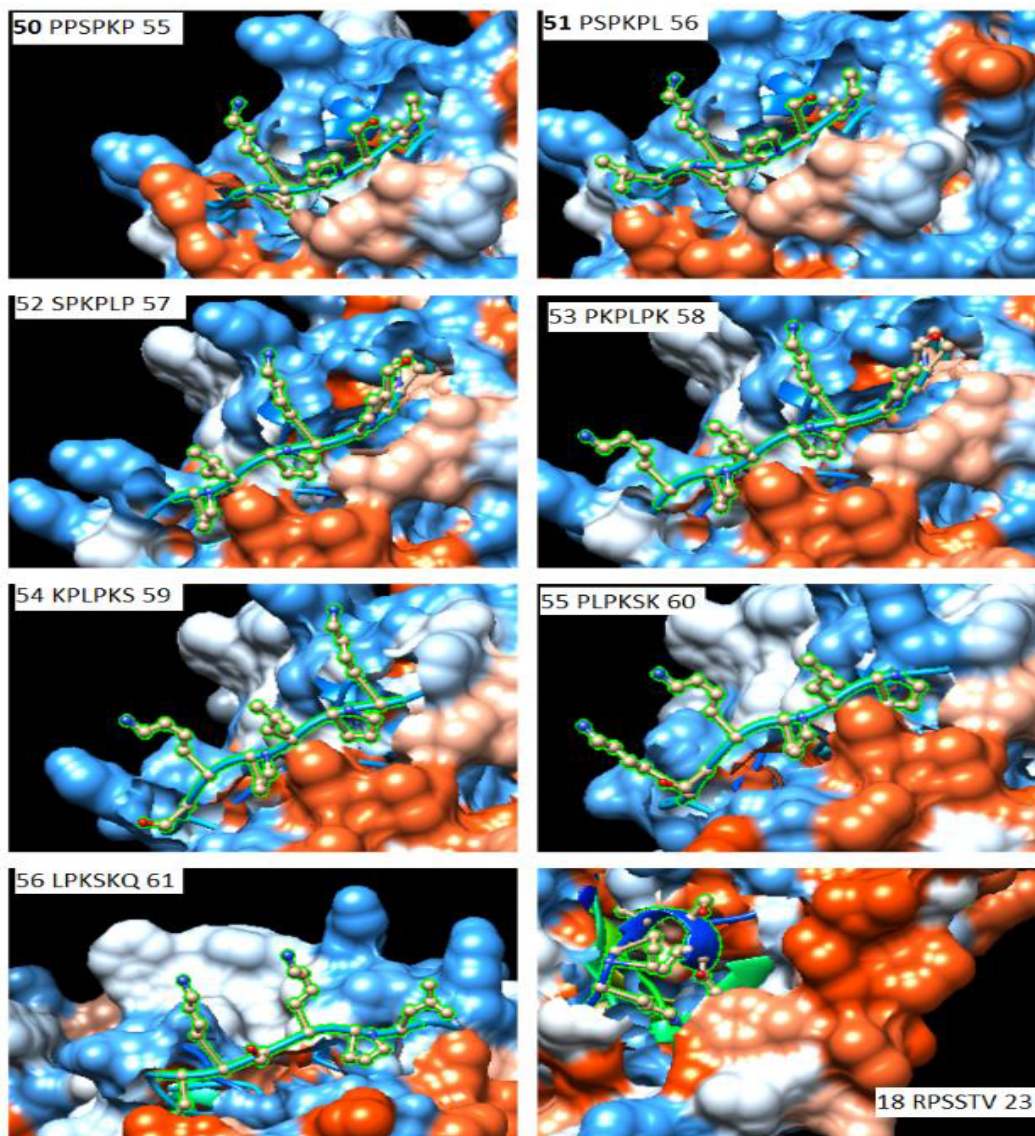 50 PPSPKP 55
51 PSPKPL 56
52 SPKPLP 57
53 PKPLPK 58
54 KPLPKS 59
55 PLPKSK 60
56 LPKSKQ 61
18 RPSSTV 23